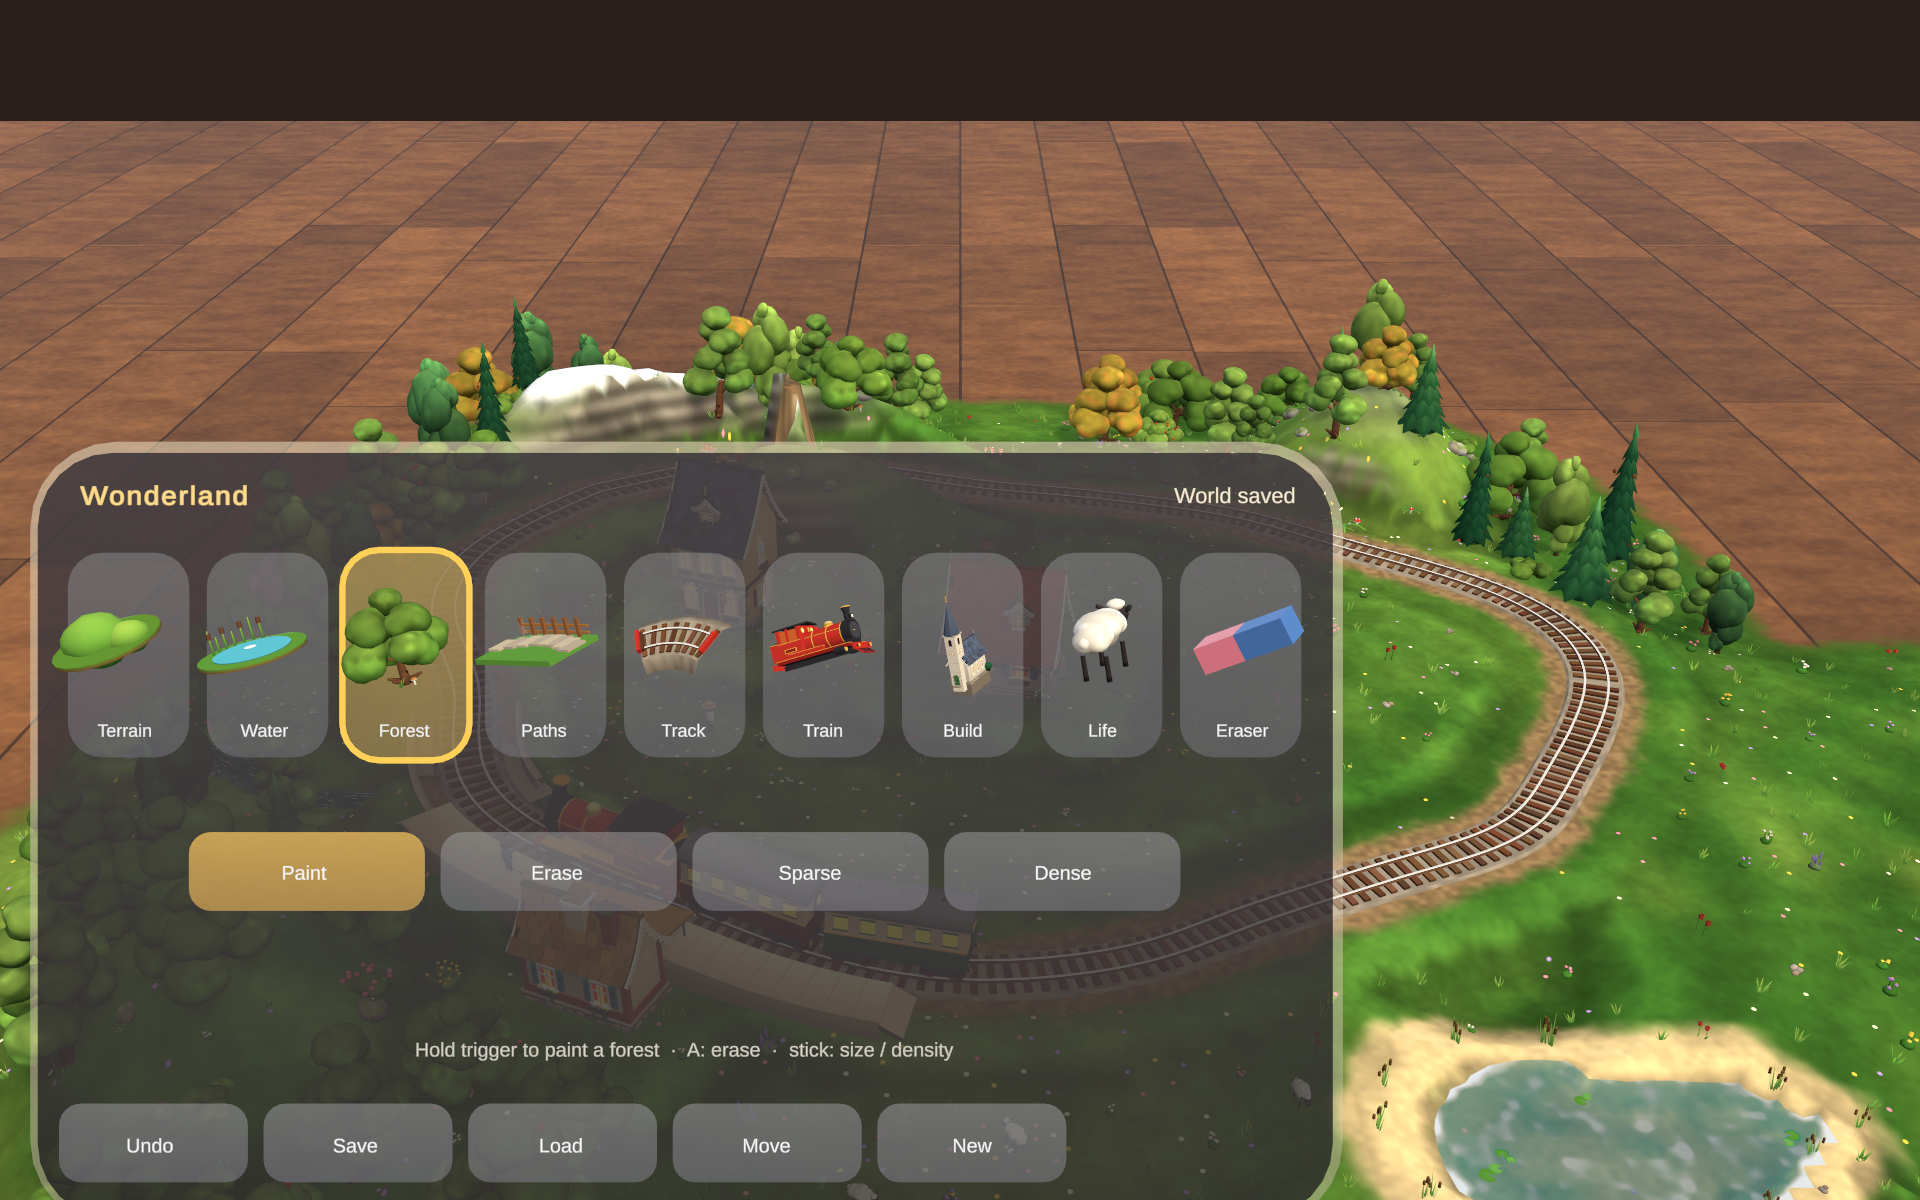 Wonderland
World saved
Terrain
Water
Forest
Paths
Track
Train
Build
Life
Eraser
Paint
Erase
Sparse
Dense
Hold trigger to paint a forest · A: erase · stick: size / density
Undo
Save
Load
Move
New